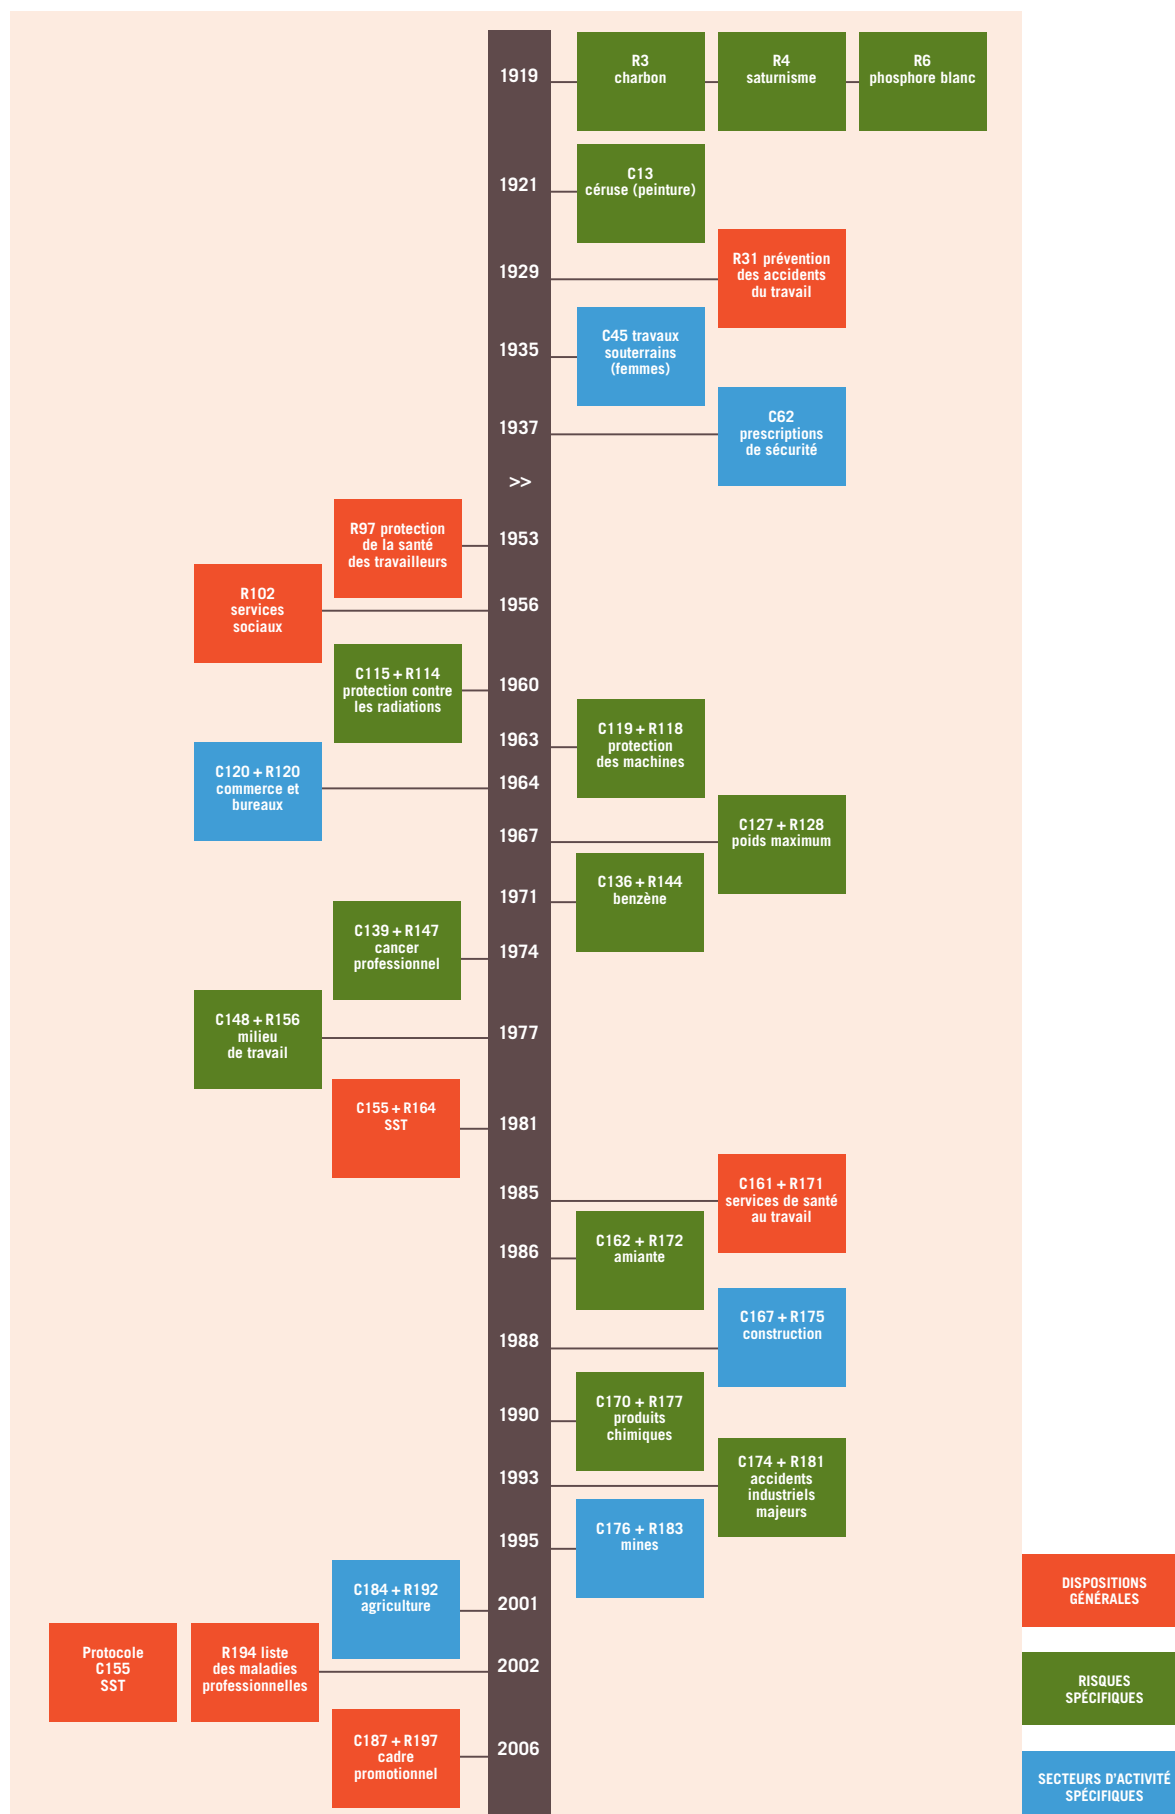 1919
R3
charbon
R4
saturnisme
R6
phosphore blanc
1921
C13
céruse (peinture)
1929
R31 prévention
des accidents
du travail
1935
C45 travaux
souterrains
(femmes)
1937
C62
prescriptions
de sécurité
>>
R97 protection
de la santé
des travailleurs
1953
R102
services
sociaux
1956
C115 + R114
protection contre
les radiations
1960
1963
C119 + R118
protection
des machines
C120 + R120
commerce et
bureaux
1964
1967
C127 + R128
poids maximum
1971
C136 + R144
benzène
C139 + R147
cancer
professionnel
1974
C148 + R156
milieu
de travail
1977
C155 + R164
SST
1981
1985
C161 + R171
services de santé
au travail
1986
C162 + R172
amiante
1988
C167 + R175
construction
1990
C170 + R177
produits
chimiques
1993
C174 + R181
accidents
industriels
majeurs
1995
C176 + R183
mines
C184 + R192
agriculture
2001
Protocole
C155
SST
R194 liste
des maladies
professionnelles
2002
C187 + R197
cadre
promotionnel
2006
DISPOSITIONS
GÉNÉRALES
RISQUES
SPÉCIFIQUES
SECTEURS D'ACTIVITÉ
SPÉCIFIQUES